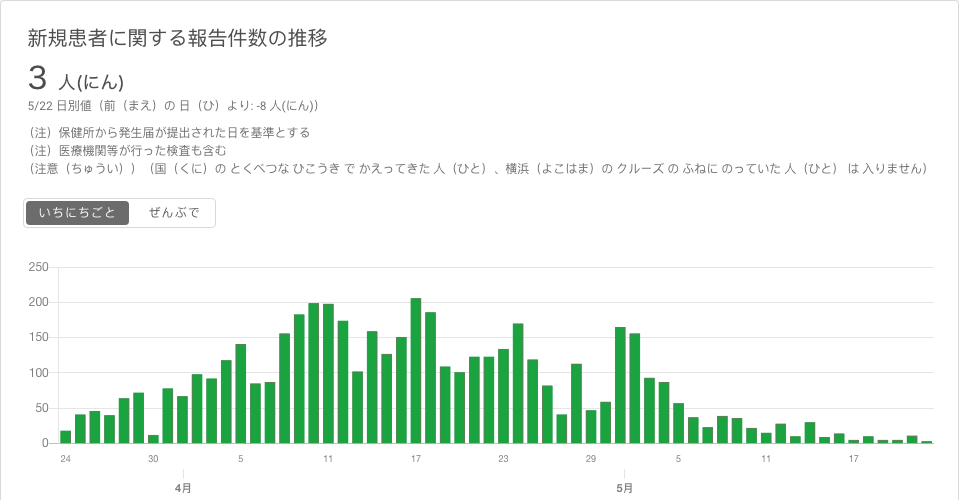 新規患者に関する報告件数の推移
3 人(にん)
5/22 日別値（前（まえ）の 日（ひ）より: -8 人(にん)）
（注）保健所から発生届が提出された日を基準とする
（注）医療機関等が行った検査も含む
（注意（ちゅうい））（国（くに）の とくべつな ひこうき で かえってきた 人（ひと）、横浜（よこはま）の クルーズ の ふねに のっていた 人（ひと） は 入りません）
いちにちごと ぜんぶで
250
200
150
100
50
0
24 30 5 11 17 23 29 5 11 17
4月 5月